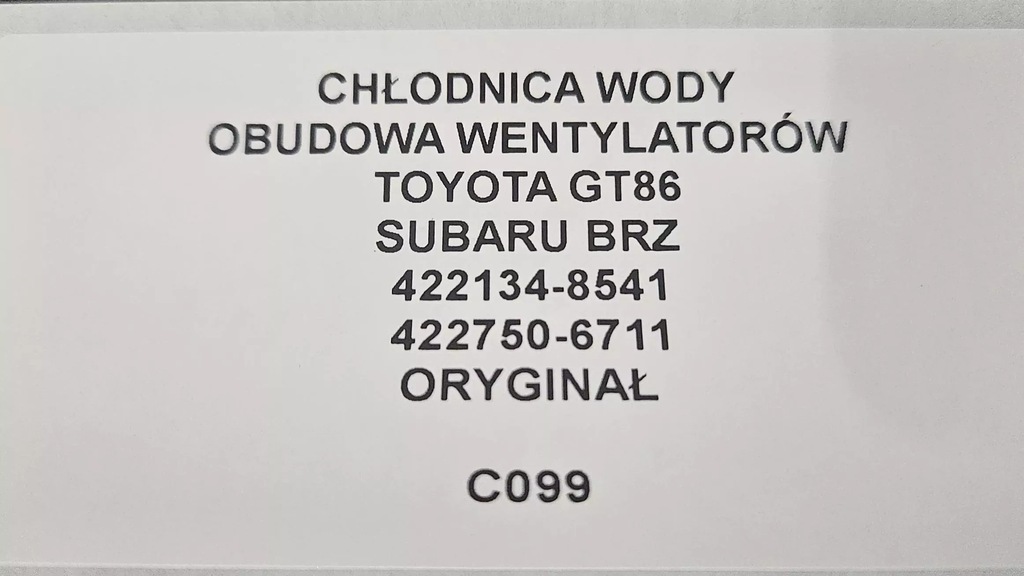 CHŁODNICA WODY
OBUDOWA WENTYLATORÓW
TOYOTA GT86
SUBARU BRZ
422134-8541
422750-6711
ORYGINAŁ
C099